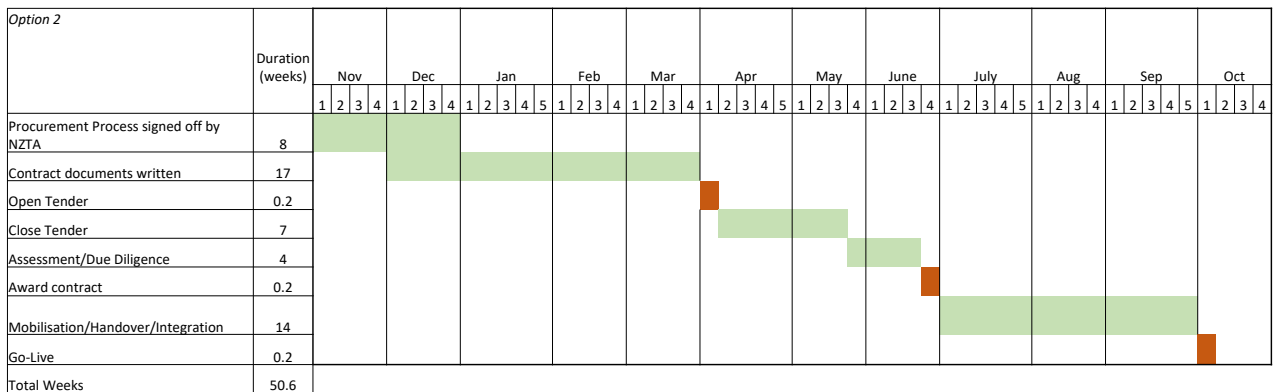 Option 2
Duration
(weeks)
Nov Dec Jan Feb Mar Apr May June July Aug Sep Oct
1 2 3 4 1 2 3 4 1 2 3 4 5 1 2 3 4 1 2 3 4 1 2 3 4 5 1 2 3 4 1 2 3 4 1 2 3 4 5 1 2 3 4 1 2 3 4 5 1 2 3 4
Procurement Process signed off by
NZTA 8
Contract documents written 17
Open Tender 0.2
Close Tender 7
Assessment/Due Diligence 4
Award contract 0.2
Mobilisation/Handover/Integration 14
Go-Live 0.2
Total Weeks 50.6